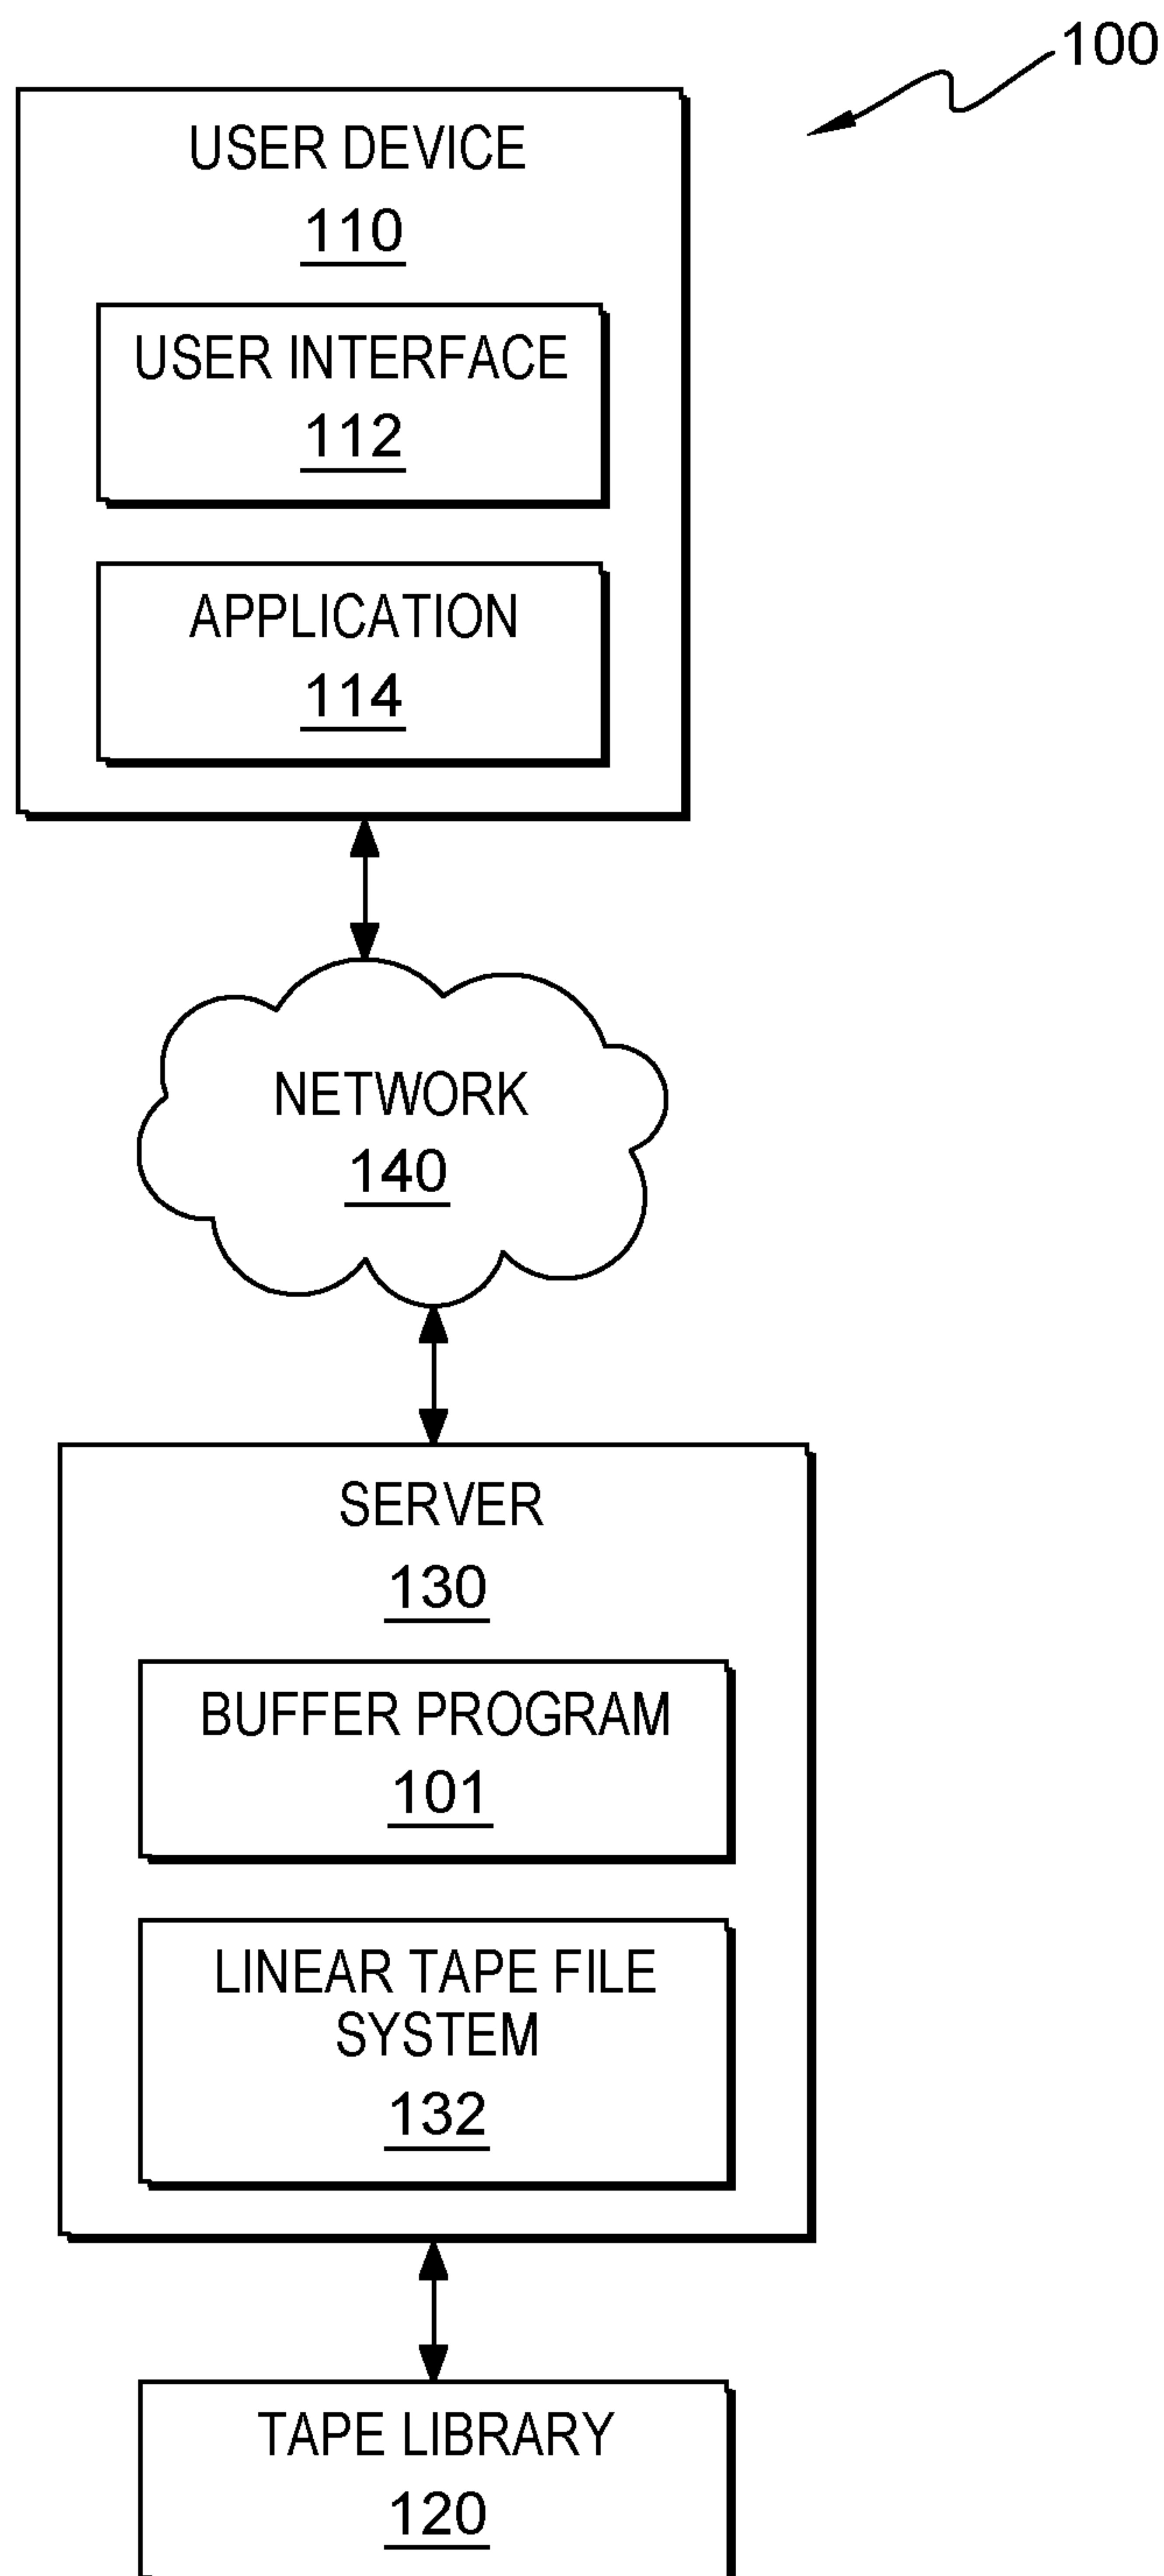 100
USER DEVICE
110
USER INTERFACE
112
APPLICATION
114
NETWORK
140
SERVER
130
BUFFER PROGRAM
101
LINEAR TAPE FILE
SYSTEM
132
TAPE LIBRARY
120